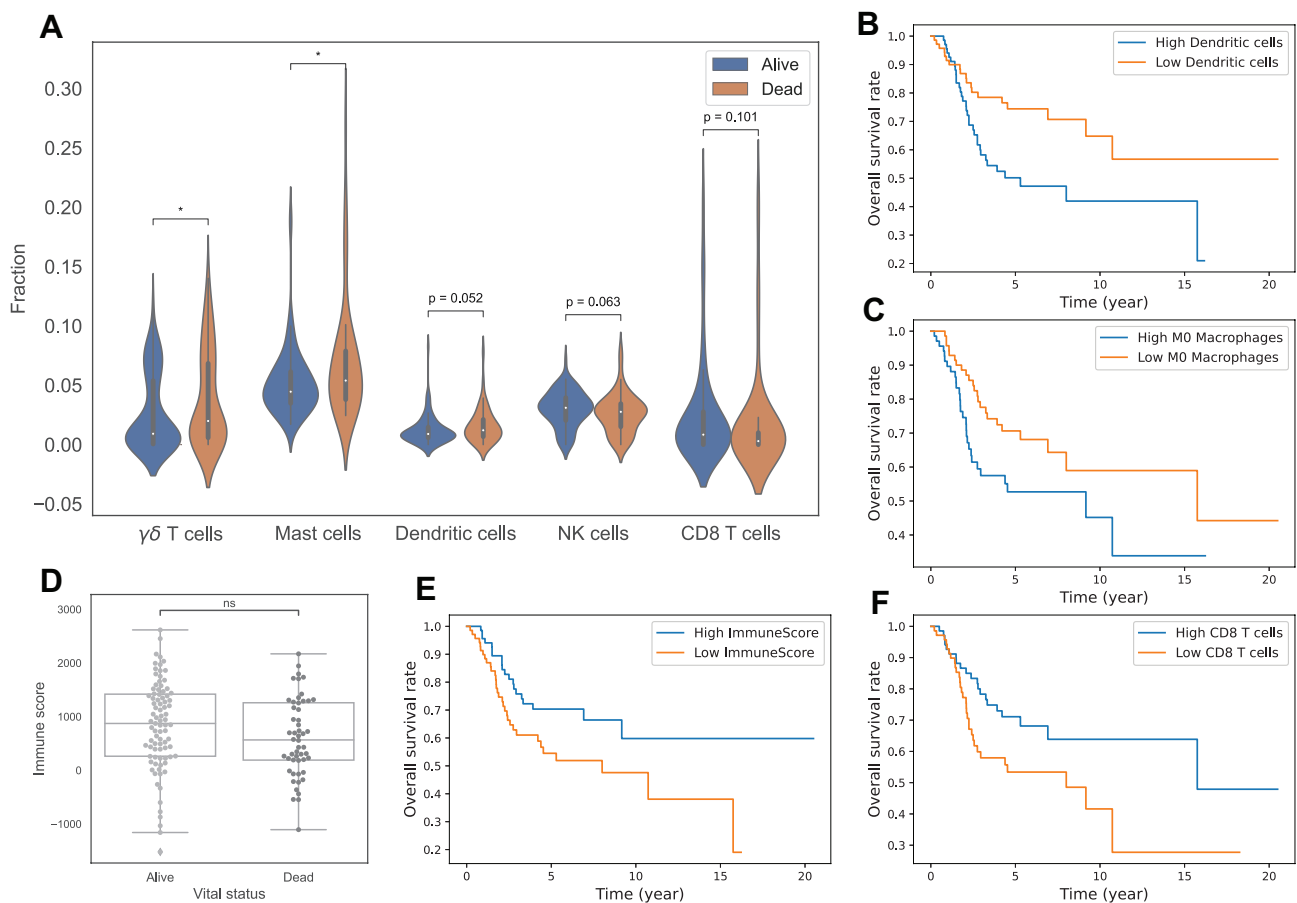 A
Fraction
0.30
0.25
0.20
0.15
0.10
0.05
0.00
−0.05
Alive
Dead
*
*
p = 0.052
p = 0.063
p = 0.101
γδ T cells
Mast cells
Dendritic cells
NK cells
CD8 T cells
B
Overall survival rate
1.0
0.9
0.8
0.7
0.6
0.5
0.4
0.3
0.2
High Dendritic cells
Low Dendritic cells
0 5 10 15 20
Time (year)
C
Overall survival rate
1.0
0.9
0.8
0.7
0.6
0.5
0.4
High M0 Macrophages
Low M0 Macrophages
0 5 10 15 20
Time (year)
D
Immune score
3000
2000
1000
0
−1000
ns
Alive Dead
Vital status
E
Overall survival rate
1.0
0.9
0.8
0.7
0.6
0.5
0.4
0.3
0.2
High ImmuneScore
Low ImmuneScore
0 5 10 15 20
Time (year)
F
Overall survival rate
1.0
0.9
0.8
0.7
0.6
0.5
0.4
0.3
High CD8 T cells
Low CD8 T cells
0 5 10 15 20
Time (year)